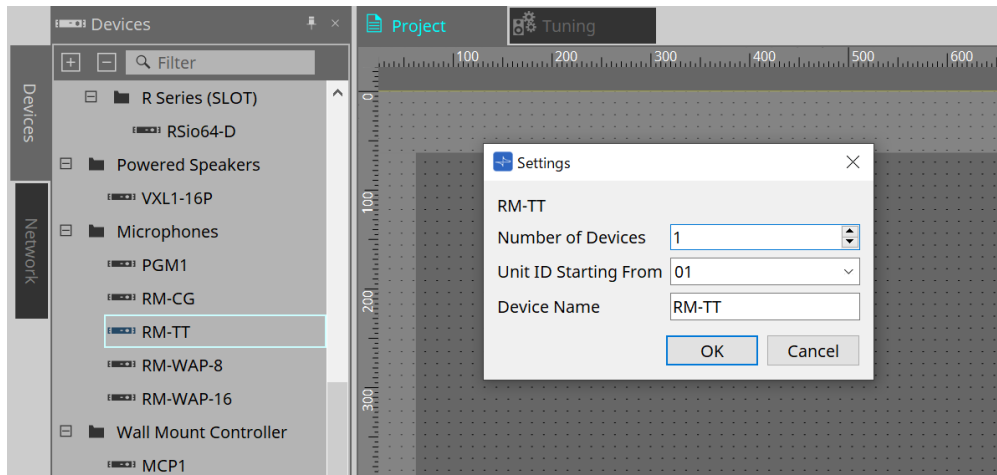 Devices
Project
Tuning
Filter
100 200 300 400 500 600
Devices
Network
R Series (SLOT)
RSio64-D
Powered Speakers
VXL1-16P
Microphones
PGM1
RM-CG
RM-TT
RM-WAP-8
RM-WAP-16
Wall Mount Controller
MCP1
0
100
200
300
Settings
RM-TT
Number of Devices 1
Unit ID Starting From 01
Device Name RM-TT
OK Cancel